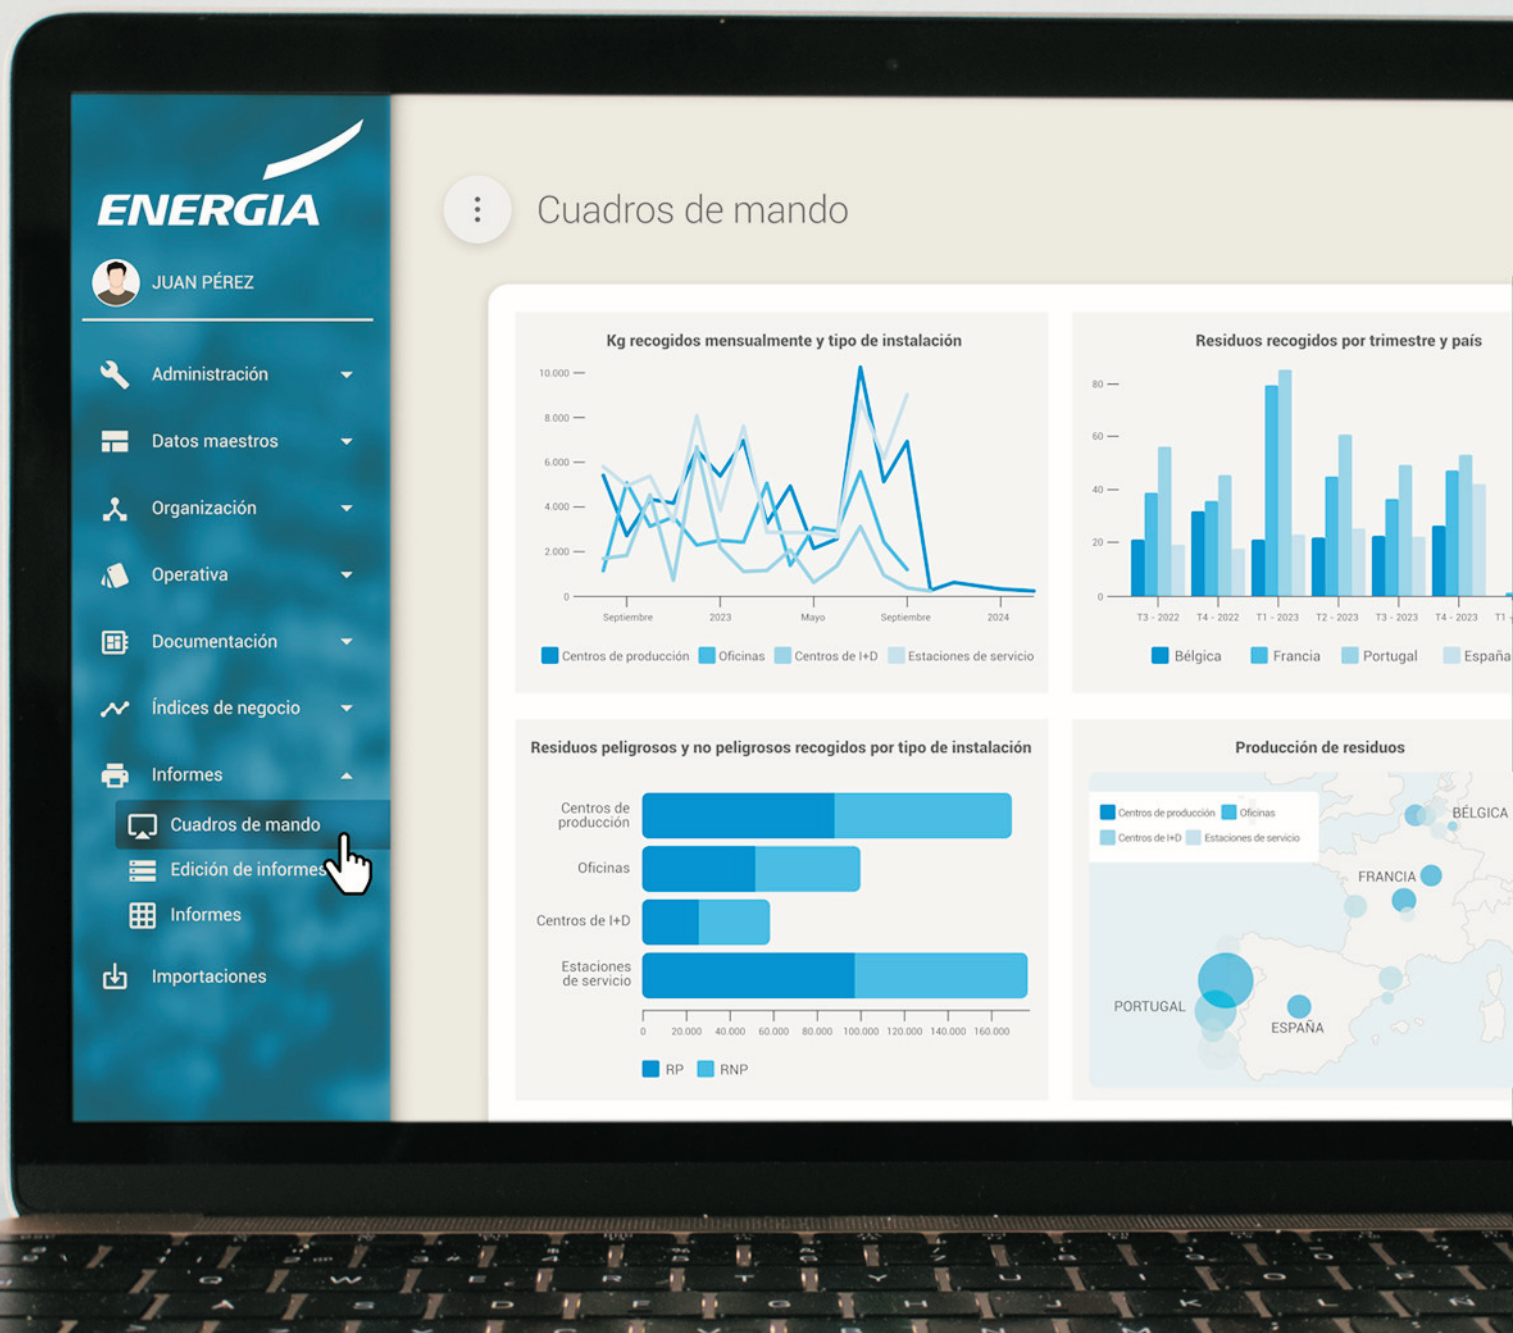 ENERGIA
JUAN PÉREZ
Administración
Datos maestros
Organización
Operativa
Documentación
Índices de negocio
Informes
Cuadros de mando
Edición de informes
Informes
Importaciones
Cuadros de mando
Kg recogidos mensualmente y tipo de instalación
10.000
8.000
6.000
4.000
2.000
0
Septiembre 2023 Mayo Septiembre 2024
Centros de producción Oficinas Centros de I+D Estaciones de servicio
Residuos recogidos por trimestre y país
80
60
40
20
0
T3 - 2022 T4 - 2022 T1 - 2023 T2 - 2023 T3 - 2023 T4 - 2023 T1
Bélgica Francia Portugal España
Residuos peligrosos y no peligrosos recogidos por tipo de instalación
Centros de
producción
Oficinas
Centros de I+D
Estaciones
de servicio
0 20.000 40.000 60.000 80.000 100.000 120.000 140.000 160.000
RP RNP
Producción de residuos
Centros de producción Oficinas
Centros de I+D Estaciones de servicio
BÉLGICA
FRANCIA
PORTUGAL
ESPAÑA
Q W E R T Y U I O P
A S D F G H J K L Ñ